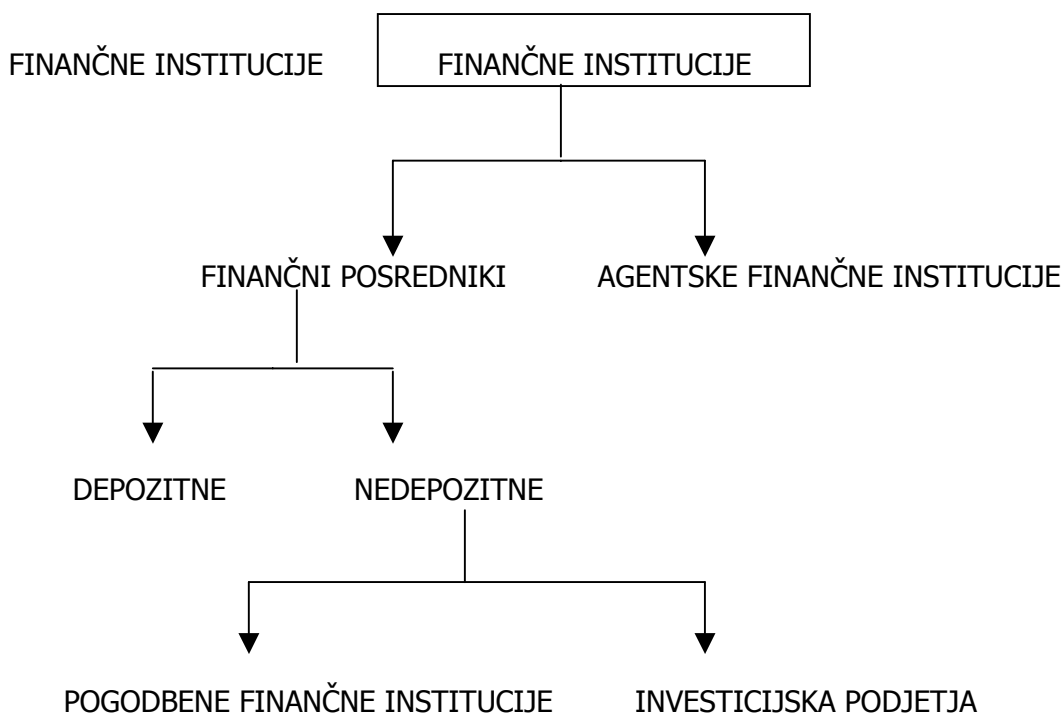 FINANČNE INSTITUCIJE FINANČNE INSTITUCIJE
FINANČNI POSREDNIKI AGENTSKE FINANČNE INSTITUCIJE
DEPOZITNE NEDEPOZITNE
POGODBENE FINANČNE INSTITUCIJE INVESTICIJSKA PODJETJA